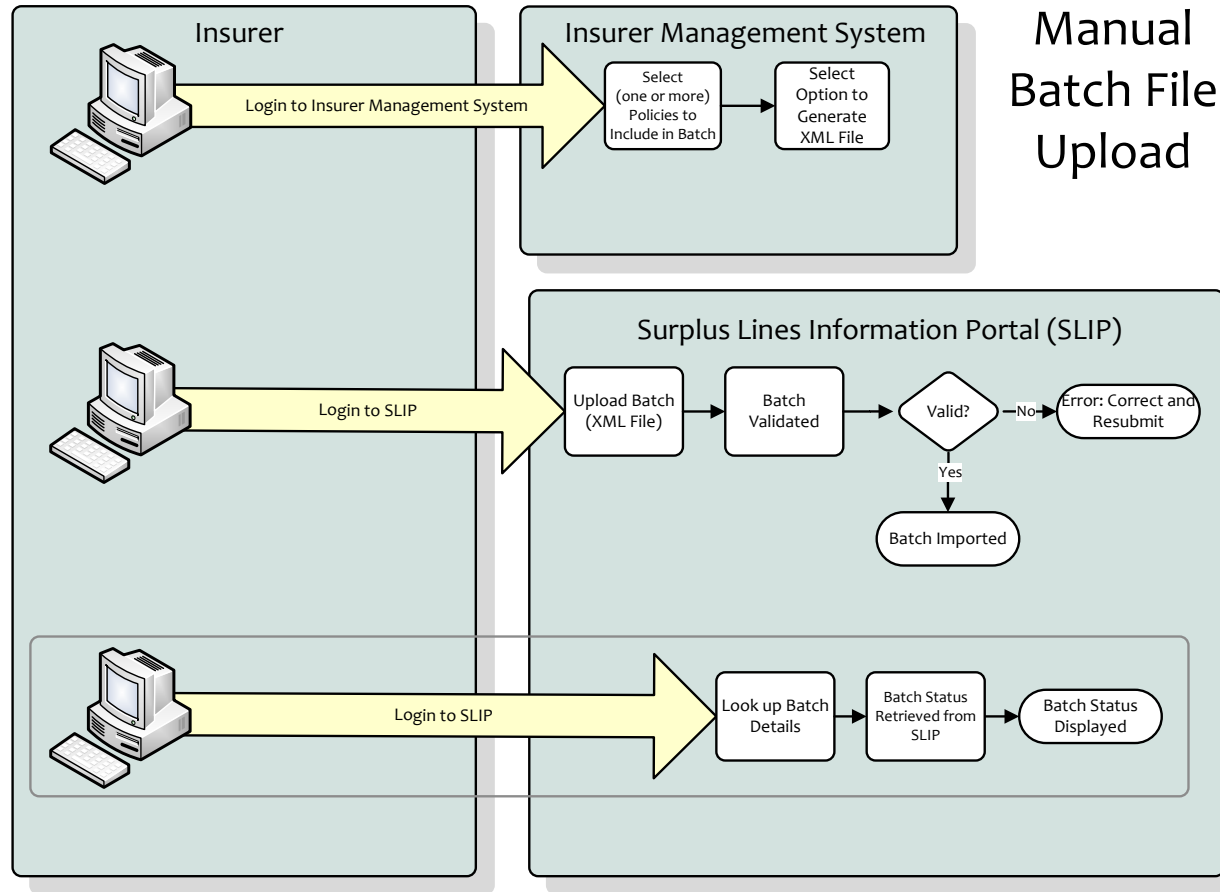 Insurer
Insurer Management System
Manual
Batch File
Upload
Login to Insurer Management System
Select
(one or more)
Policies to
Include in Batch
Select
Option to
Generate
XML File
Surplus Lines Information Portal (SLIP)
Login to SLIP
Upload Batch
(XML File)
Batch
Validated
Valid?
No
Error: Correct and
Resubmit
Yes
Batch Imported
Login to SLIP
Look up Batch
Details
Batch Status
Retrieved from
SLIP
Batch Status
Displayed